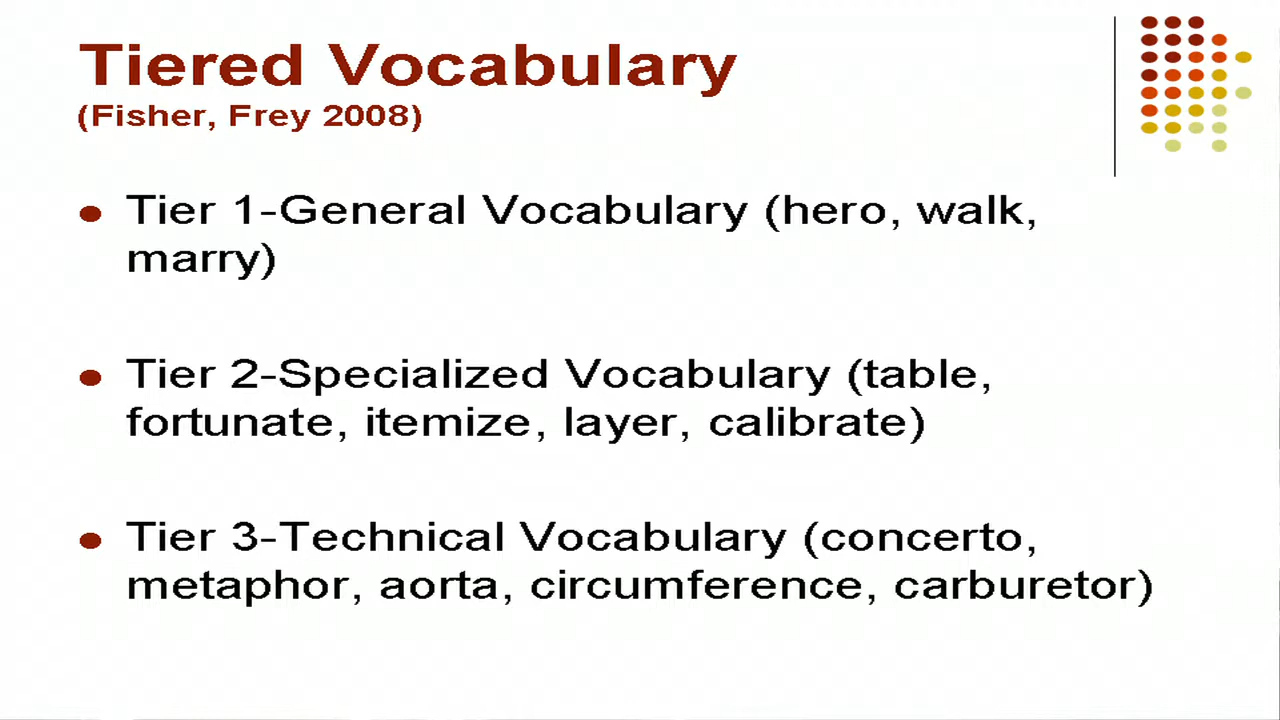 Tiered Vocabulary
(Fisher, Frey 2008)
Tier 1-General Vocabulary (hero, walk,
marry)
Tier 2-Specialized Vocabulary (table,
fortunate, itemize, layer, calibrate)
Tier 3-Technical Vocabulary (concerto,
metaphor, aorta, circumference, carburetor)